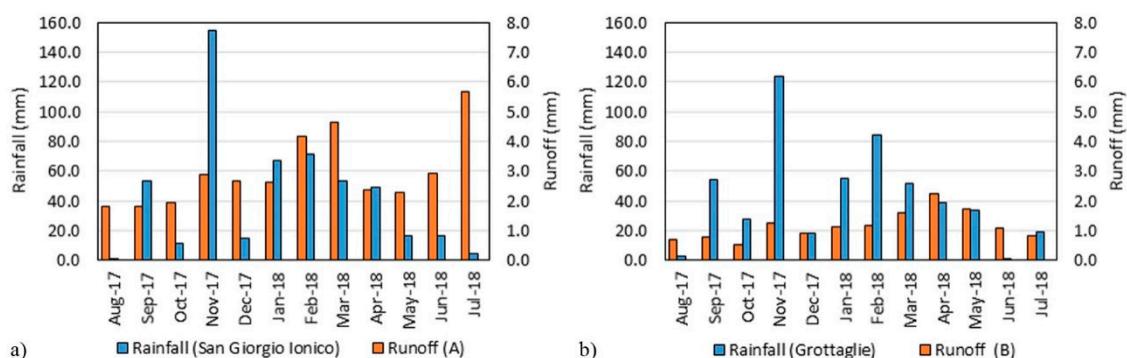 160.0
140.0
120.0
100.0
80.0
60.0
40.0
20.0
0.0
Rainfall (mm)
8.0
7.0
6.0
5.0
4.0
3.0
2.0
1.0
0.0
Runoff (mm)
Aug-17
Sep-17
Oct-17
Nov-17
Dec-17
Jan-18
Feb-18
Mar-18
Apr-18
May-18
Jun-18
Jul-18
a) Rainfall (San Giorgio Ionico) Runoff (A)
160.0
140.0
120.0
100.0
80.0
60.0
40.0
20.0
0.0
Rainfall (mm)
8.0
7.0
6.0
5.0
4.0
3.0
2.0
1.0
0.0
Runoff (mm)
Aug-17
Sep-17
Oct-17
Nov-17
Dec-17
Jan-18
Feb-18
Mar-18
Apr-18
May-18
Jun-18
Jul-18
b) Rainfall (Grottaglie) Runoff (B)